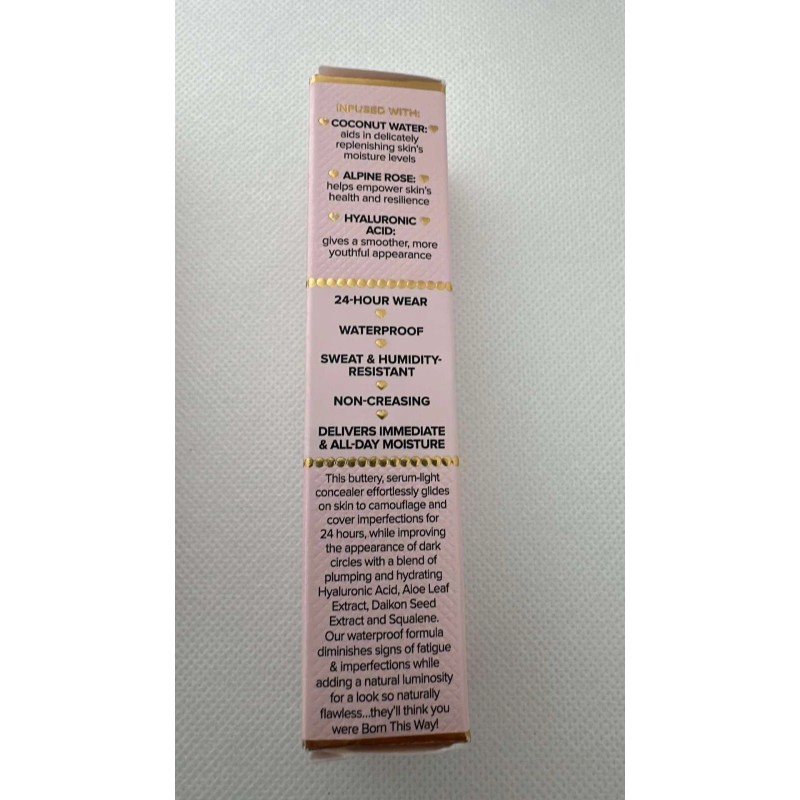 INFUSED WITH:
COCONUT WATER:
aids in delicately
replenishing skin's
moisture levels
ALPINE ROSE:
helps empower skin's
health and resilience
HYALURONIC
ACID:
gives a smoother, more
youthful appearance
24-HOUR WEAR
WATERPROOF
SWEAT & HUMIDITY-
RESISTANT
NON-CREASING
DELIVERS IMMEDIATE
& ALL-DAY MOISTURE
This buttery, serum-light
concealer effortlessly glides
on skin to camouflage and
cover imperfections for
24 hours, while improving
the appearance of dark
circles with a blend of
plumping and hydrating
Hyaluronic Acid, Aloe Leaf
Extract, Daikon Seed
Extract and Squalene.
Our waterproof formula
diminishes signs of fatigue
& imperfections while
adding a natural luminosity
for a look so naturally
flawless...they'll think you
were Born This Way!